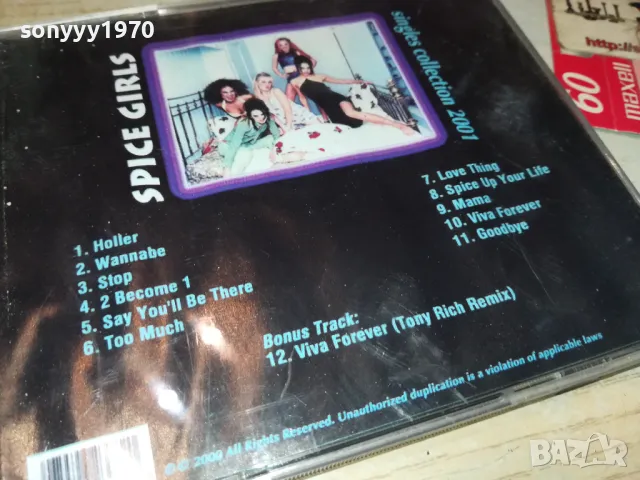 sonyyy1970
SPICE GIRLS
singles collection 2001
1. Holler
2. Wannabe
3. Stop
4. 2 Become 1
5. Say You'll Be There
6. Too Much
7. Love Thing
8. Spice Up Your Life
9. Mama
10. Viva Forever
11. Goodbye
Bonus Track:
12. Viva Forever (Tony Rich Remix)
2000 All Rights Reserved. Unauthorized duplication is a violation of applicable laws
http://
maxell
60
BAZAR